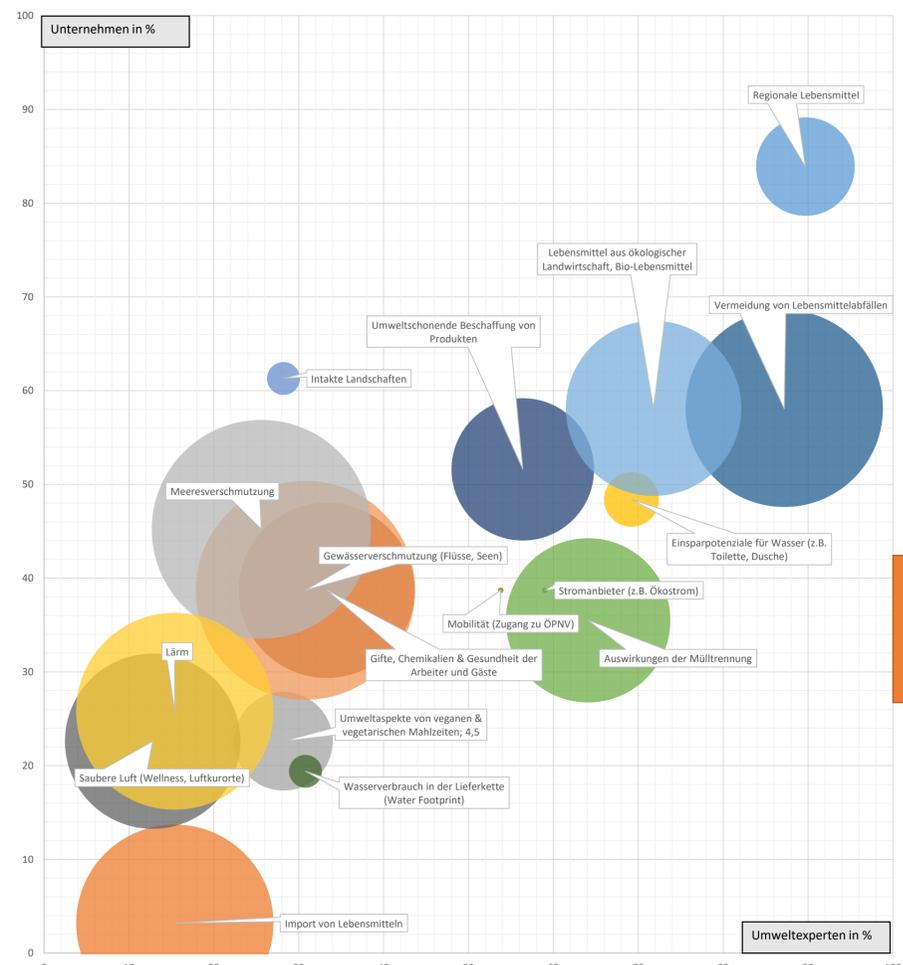 100
Unternehmen in %
Regionale Lebensmittel
90
80
Lebensmittel aus ökologischer
Landwirtschaft, Bio-Lebensmittel
70
Vermeidung von Lebensmittelabfällen
Umweltschonende Beschaffung von
Produkten
Intakte Landschaften
60
50
Meeresverschmutzung
Einsparpotenziale für Wasser (z.B.
Toilette, Dusche)
Gewässerverschmutzung (Flüsse, Seen)
40
Stromanbieter (z.B. Ökostrom)
Mobilität (Zugang zu ÖPNV)
Lärm
Gifte, Chemikalien & Gesundheit der
Arbeiter und Gäste
Auswirkungen der Mülltrennung
30
Umweltaspekte von veganen &
vegetarischen Mahlzeiten; 4,5
20
Saubere Luft (Wellness, Luftkurorte)
Wasserverbrauch in der Lieferkette
(Water Footprint)
10
Import von Lebensmitteln
Umweltexperten in %
0